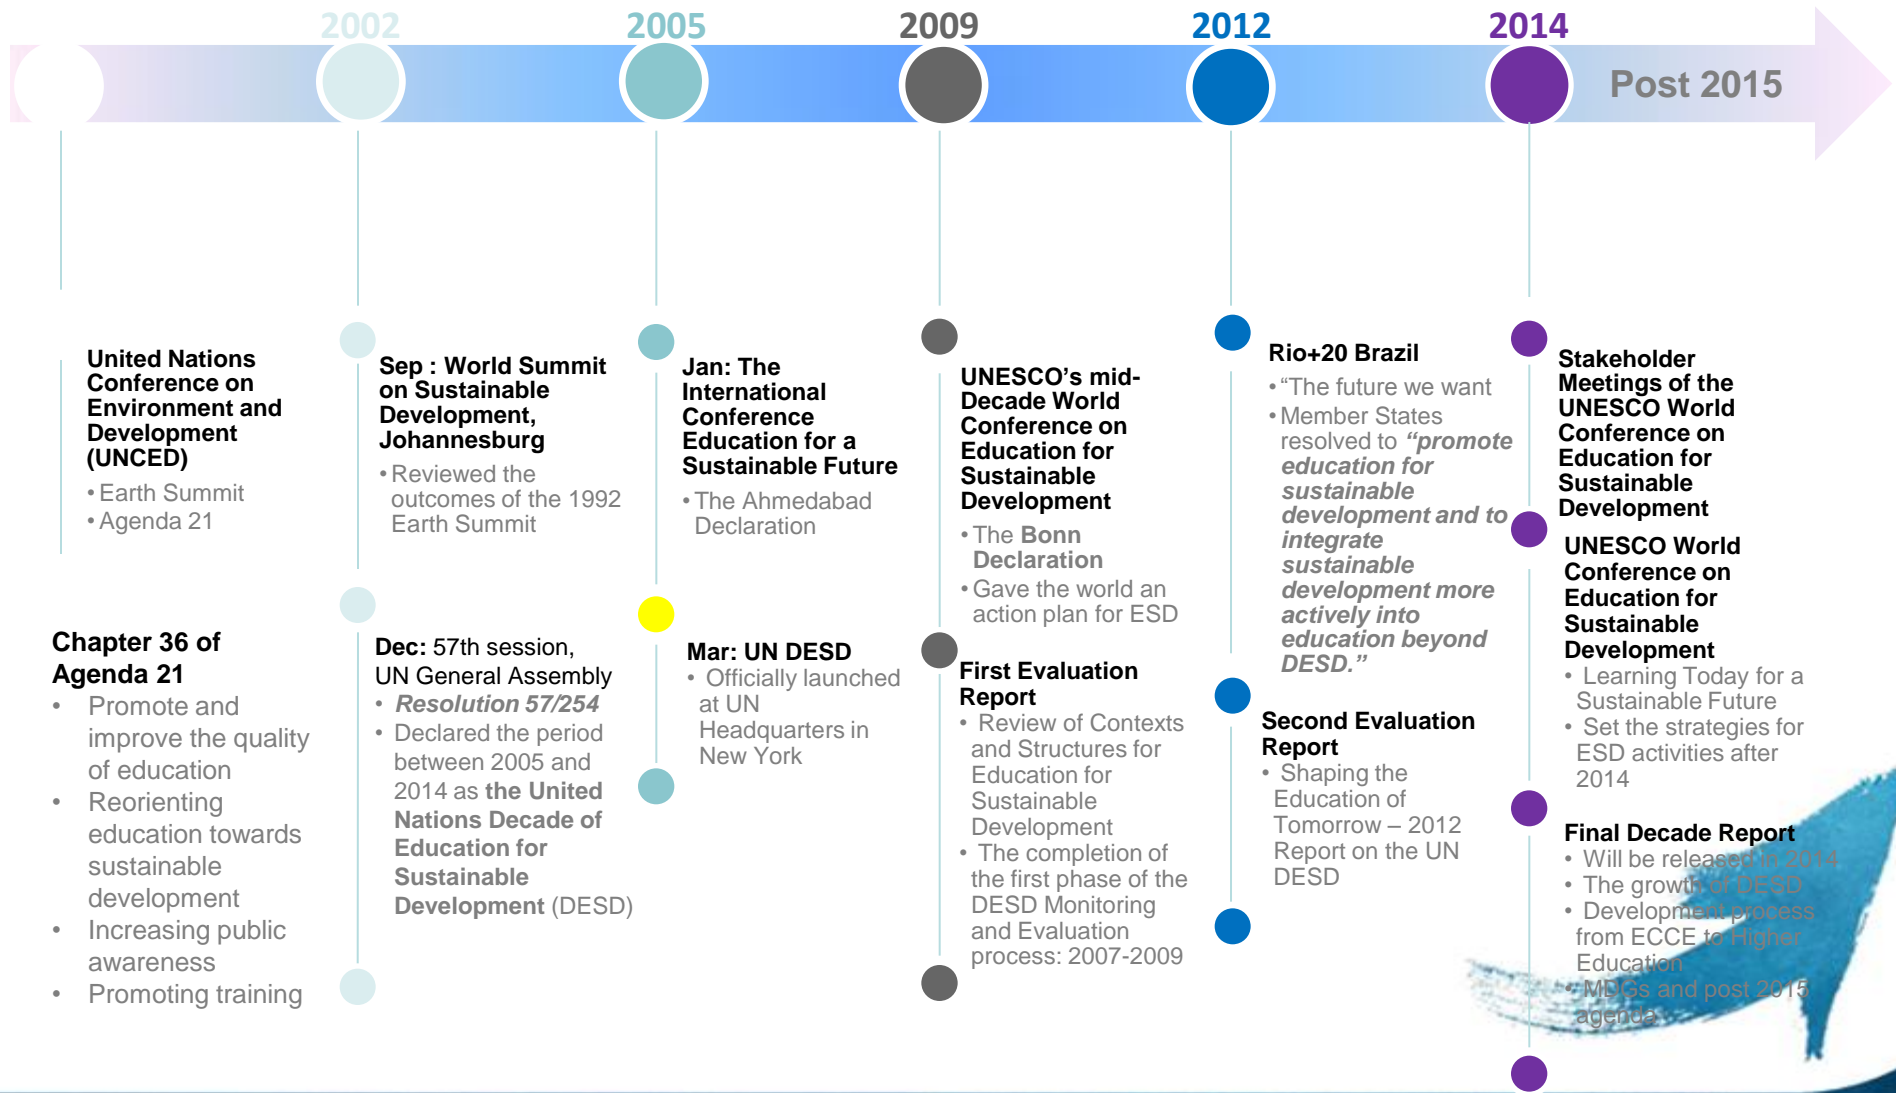 2002
2005
2009
2012
2014
Post 2015
United Nations
Conference on
Environment and
Development
(UNCED)
• Earth Summit
• Agenda 21
Chapter 36 of
Agenda 21
• Promote and
improve the quality
of education
• Reorienting
education towards
sustainable
development
• Increasing public
awareness
• Promoting training
Sep : World Summit
on Sustainable
Development,
Johannesburg
• Reviewed the
outcomes of the 1992
Earth Summit
Dec: 57th session,
UN General Assembly
• Resolution 57/254
• Declared the period
between 2005 and
2014 as the United
Nations Decade of
Education for
Sustainable
Development (DESD)
Jan: The
International
Conference
Education for a
Sustainable Future
• The Ahmedabad
Declaration
Mar: UN DESD
• Officially launched
at UN
Headquarters in
New York
UNESCO’s mid-
Decade World
Conference on
Education for
Sustainable
Development
• The Bonn
Declaration
• Gave the world an
action plan for ESD
First Evaluation
Report
• Review of Contexts
and Structures for
Education for
Sustainable
Development
• The completion of
the first phase of the
DESD Monitoring
and Evaluation
process: 2007-2009
Rio+20 Brazil
• “The future we want
• Member States
resolved to “promote
education for
sustainable
development and to
integrate
sustainable
development more
actively into
education beyond
DESD.”
Second Evaluation
Report
• Shaping the
Education of
Tomorrow – 2012
Report on the UN
DESD
Stakeholder
Meetings of the
UNESCO World
Conference on
Education for
Sustainable
Development
UNESCO World
Conference on
Education for
Sustainable
Development
• Learning Today for a
Sustainable Future
• Set the strategies for
ESD activities after
2014
Final Decade Report
• Will be released in 2014
• The growth of DESD
• Development process
from ECCE to Higher
Education
• MDGs and post 2015
agenda